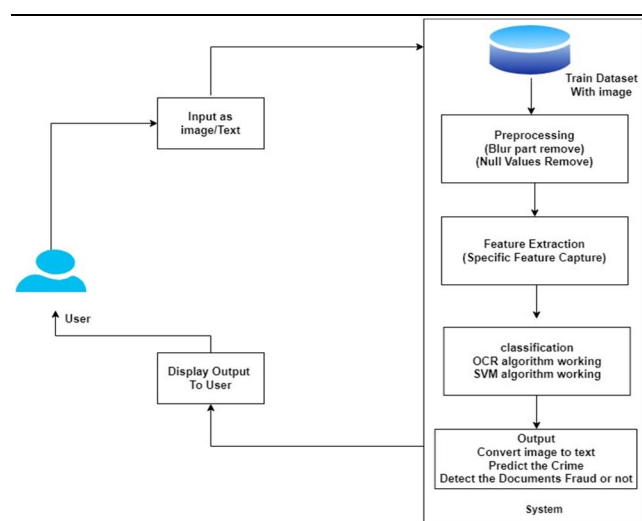 Input as
image/Text
User
Display Output
To User
Train Dataset
With image
Preprocessing
(Blur part remove)
(Null Values Remove)
Feature Extraction
(Specific Feature Capture)
classification
OCR algorithm working
SVM algorithm working
Output
Convert image to text
Predict the Crime
Detect the Documents Fraud or not
System